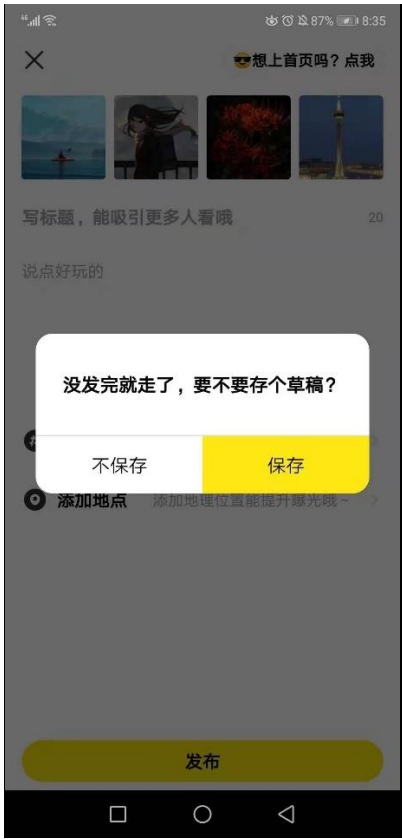 46
87% 8:35
😎想上首页吗？点我
写标题，能吸引更多人看哦
20
说点好玩的
没发完就走了，要不要存个草稿？
不保存
保存
添加地点
添加地理位置能提升曝光哦~
发布